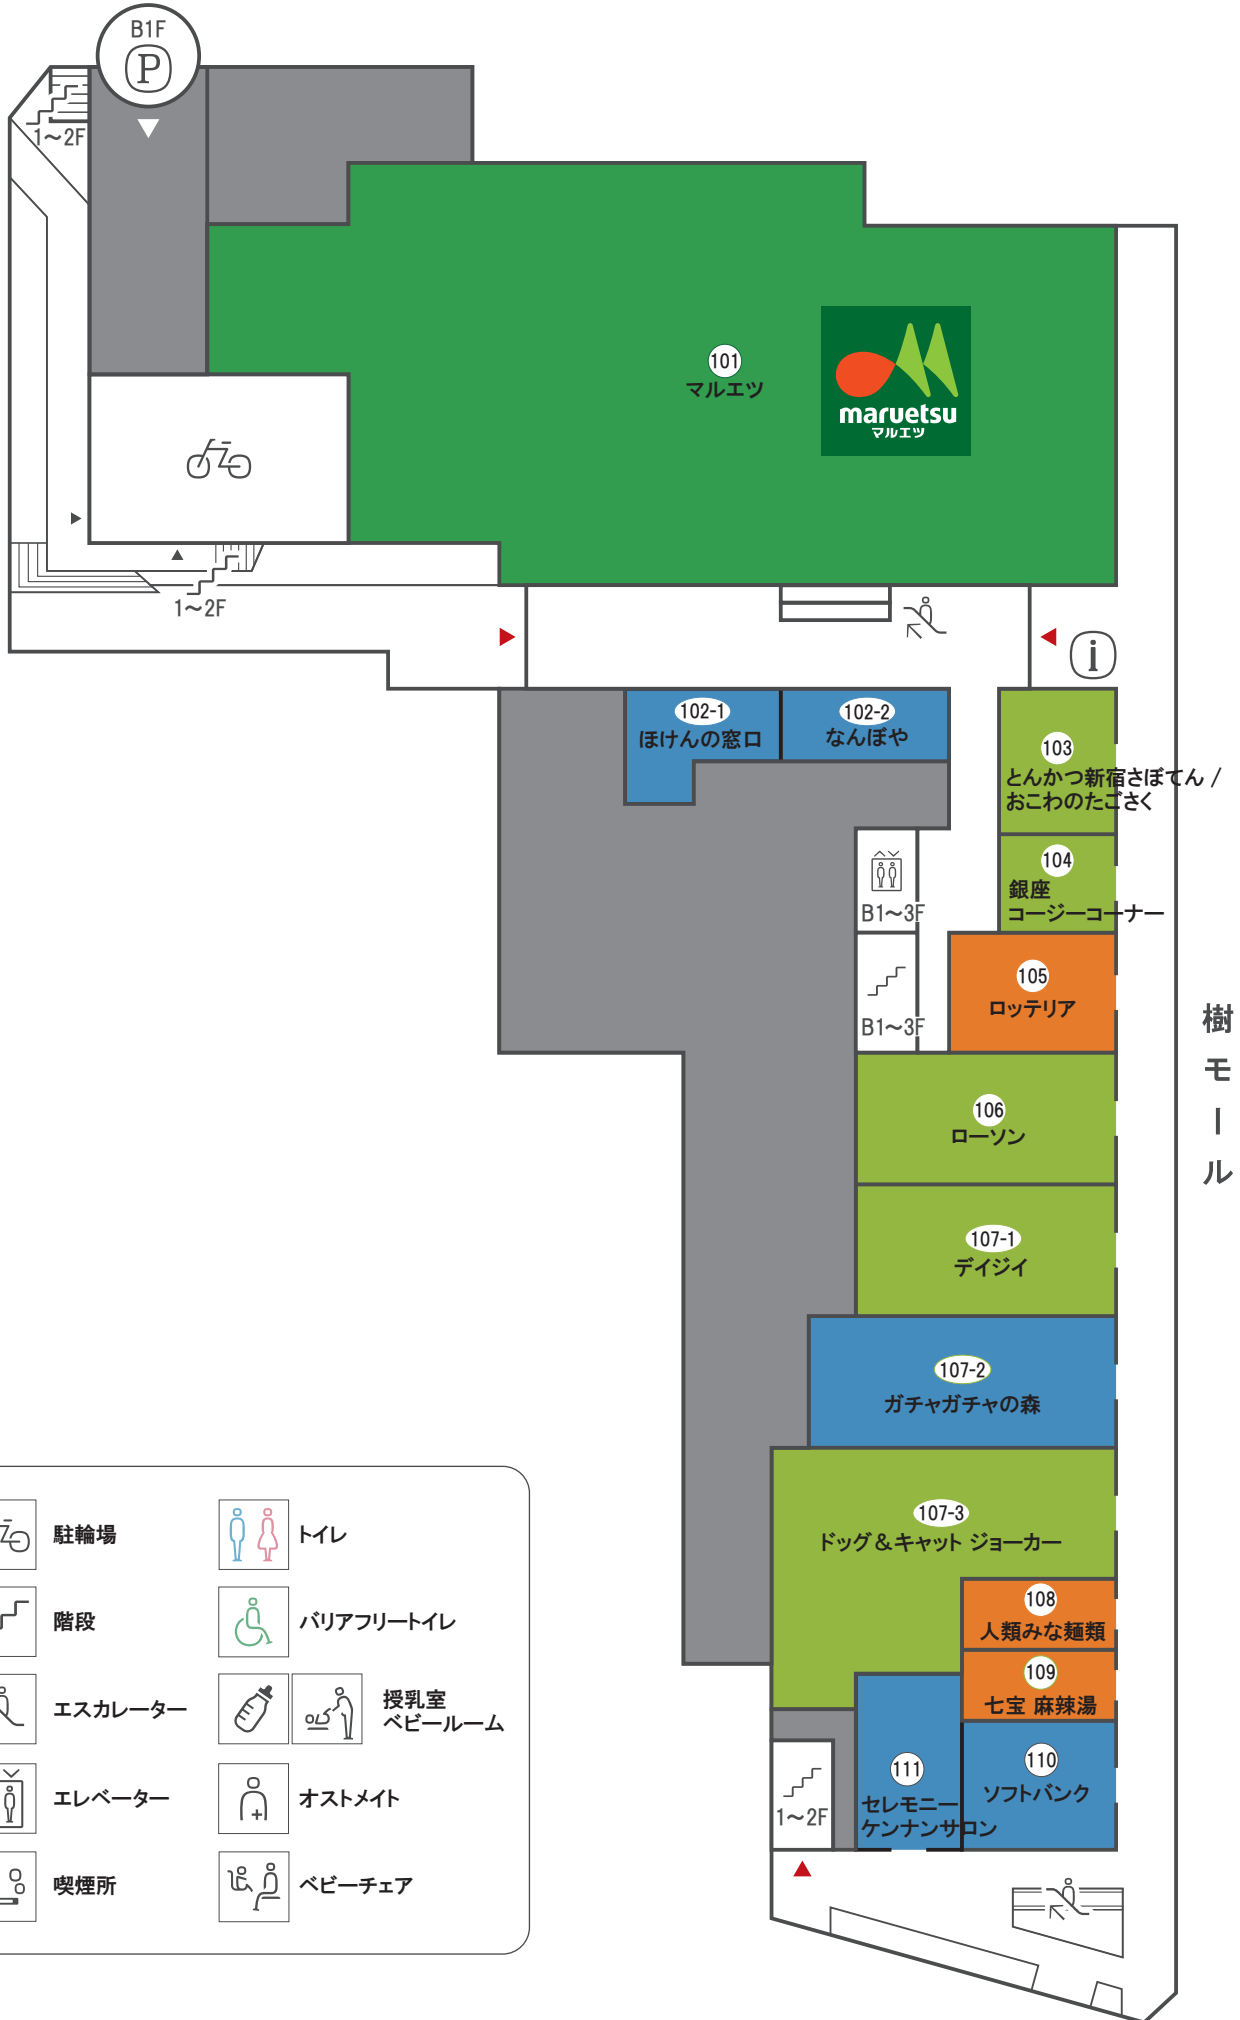 B1F
P
1～2F
101
マルエツ
maruetsu
マルエツ
1～2F
i
102-1
ほけんの窓口
102-2
なんぼや
103
とんかつ新宿さぼてん /
おこわのたごさく
104
銀座
コージーコーナー
B1～3F
105
ロッテリア
B1～3F
樹モール
106
ローソン
107-1
デイジイ
107-2
ガチャガチャの森
107-3
ドッグ＆キャット ジョーカー
108
人類みな麺類
109
七宝 麻辣湯
110
ソフトバンク
111
セレモニー
ケンナンサロン
1～2F
駐輪場
トイレ
階段
バリアフリートイレ
エスカレーター
授乳室
ベビールーム
エレベーター
オストメイト
喫煙所
ベビーチェア